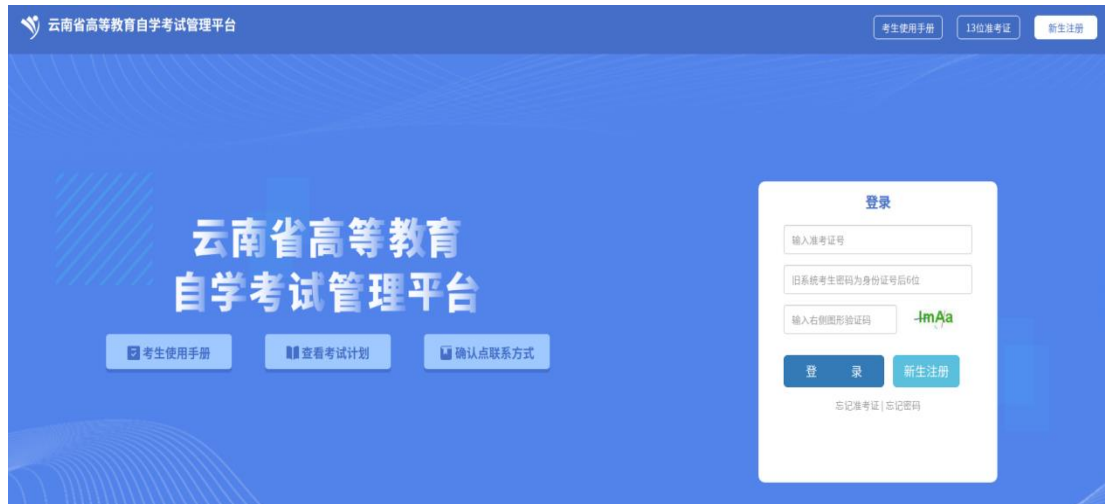 云南省高等教育自学考试管理平台
考生使用手册
13位准考证
新生注册
云南省高等教育
自学考试管理平台
考生使用手册
查看考试计划
确认点联系方式
登录
输入准考证号
旧系统考生密码为身份证号后6位
输入右侧图形验证码
ImAa
登 录
新生注册
忘记准考证 | 忘记密码